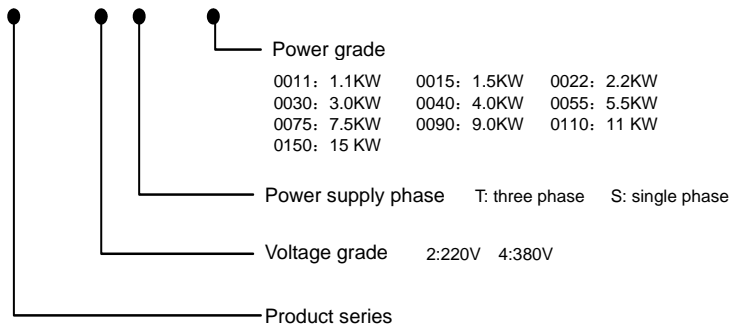 Power grade
0011：1.1KW 0015：1.5KW 0022：2.2KW
0030：3.0KW 0040：4.0KW 0055：5.5KW
0075：7.5KW 0090：9.0KW 0110：11 KW
0150：15 KW
Power supply phase T: three phase S: single phase
Voltage grade 2:220V 4:380V
Product series